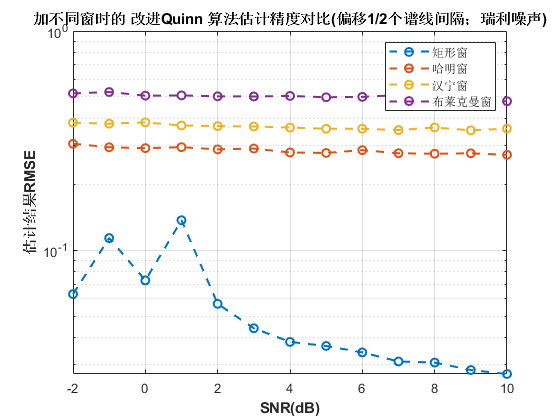 加不同窗时的 改进Quinn 算法估计精度对比(偏移1/2个谱线间隔；瑞利噪声)
10^0
矩形窗
哈明窗
汉宁窗
布莱克曼窗
估计结果RMSE
10^-1
-2 0 2 4 6 8 10
SNR(dB)